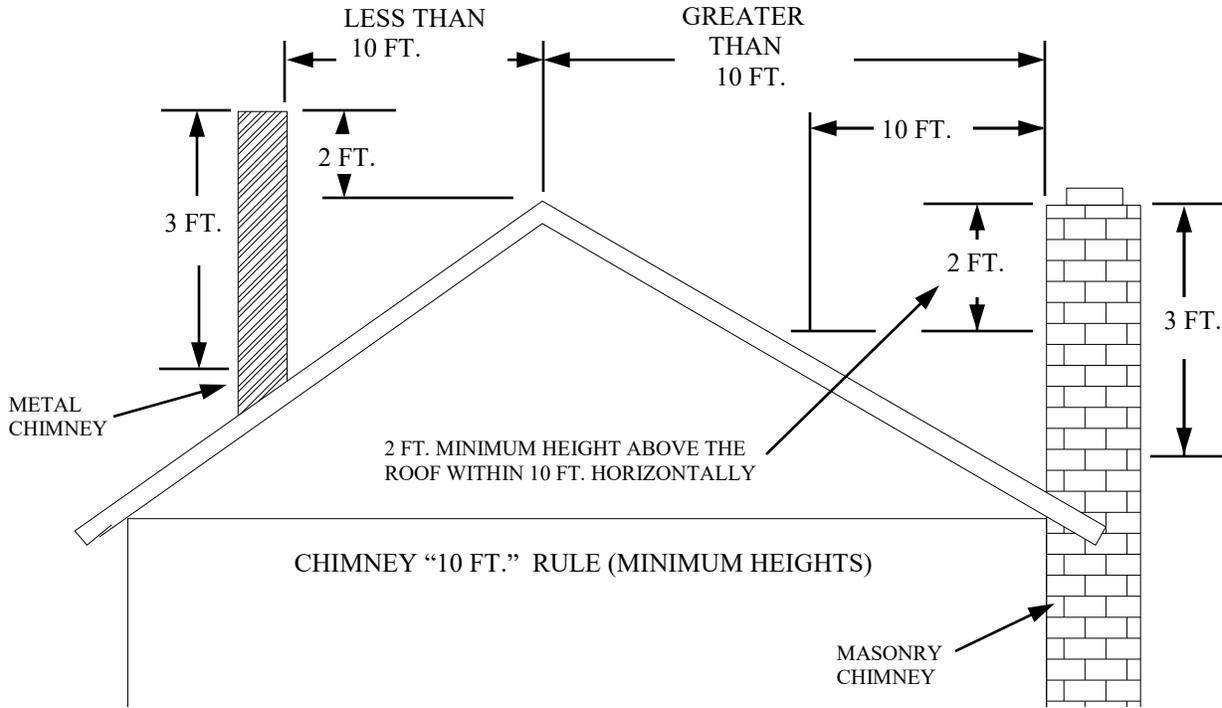 LESS THAN
10 FT.
GREATER
THAN
10 FT.
10 FT.
2 FT.
3 FT.
2 FT.
3 FT.
METAL
CHIMNEY
2 FT. MINIMUM HEIGHT ABOVE THE
ROOF WITHIN 10 FT. HORIZONTALLY
CHIMNEY “10 FT.” RULE (MINIMUM HEIGHTS)
MASONRY
CHIMNEY